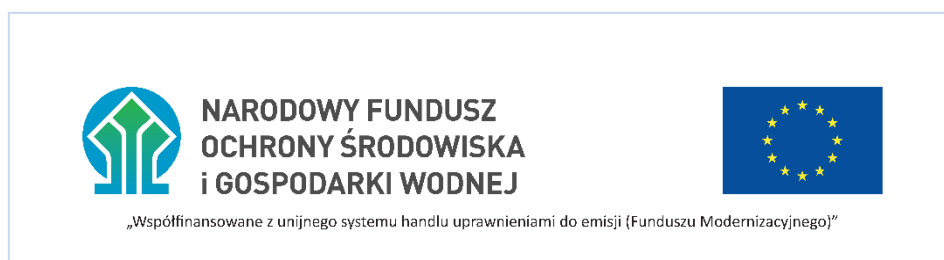 NARODOWY FUNDUSZ
OCHRONY ŚRODOWISKA
i GOSPODARKI WODNEJ
„Współfinansowane z unijnego systemu handlu uprawnieniami do emisji (Funduszu Modernizacyjnego)”